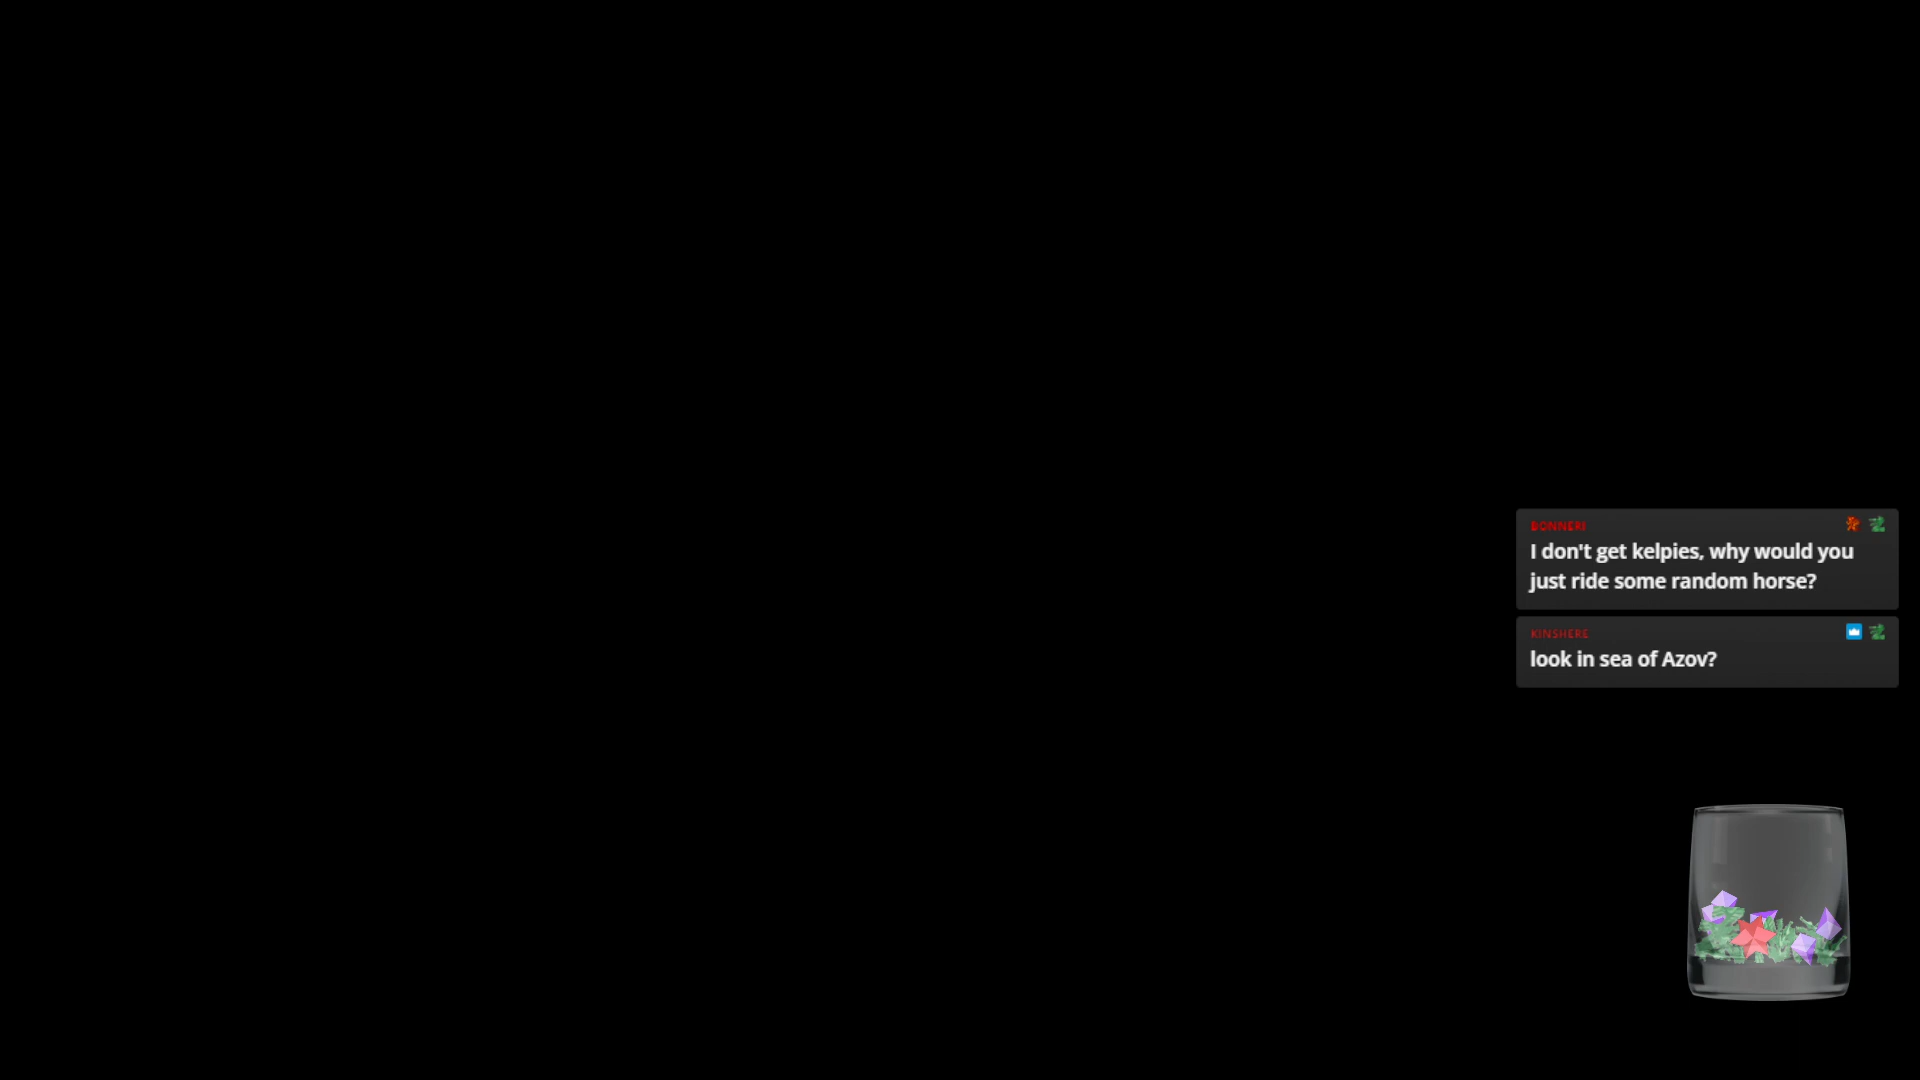 BONNERI
I don't get kelpies, why would you
just ride some random horse?
KINSHERE
look in sea of Azov?